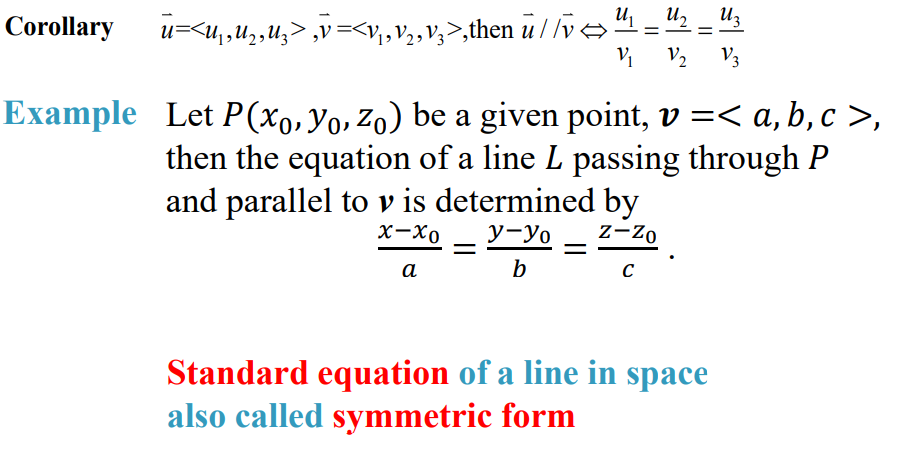 Corollary $\vec{u}=<u_1,u_2,u_3>,\vec{v}=<v_1,v_2,v_3>$,then $\vec{u}//\vec{v} \Leftrightarrow \frac{u_1}{v_1}=\frac{u_2}{v_2}=\frac{u_3}{v_3}$
Example Let $P(x_0, y_0, z_0)$ be a given point, $\boldsymbol{v}=<a,b,c>$,
then the equation of a line $L$ passing through $P$
and parallel to $\boldsymbol{v}$ is determined by
$\frac{x-x_0}{a}=\frac{y-y_0}{b}=\frac{z-z_0}{c}$ .
Standard equation of a line in space
also called symmetric form